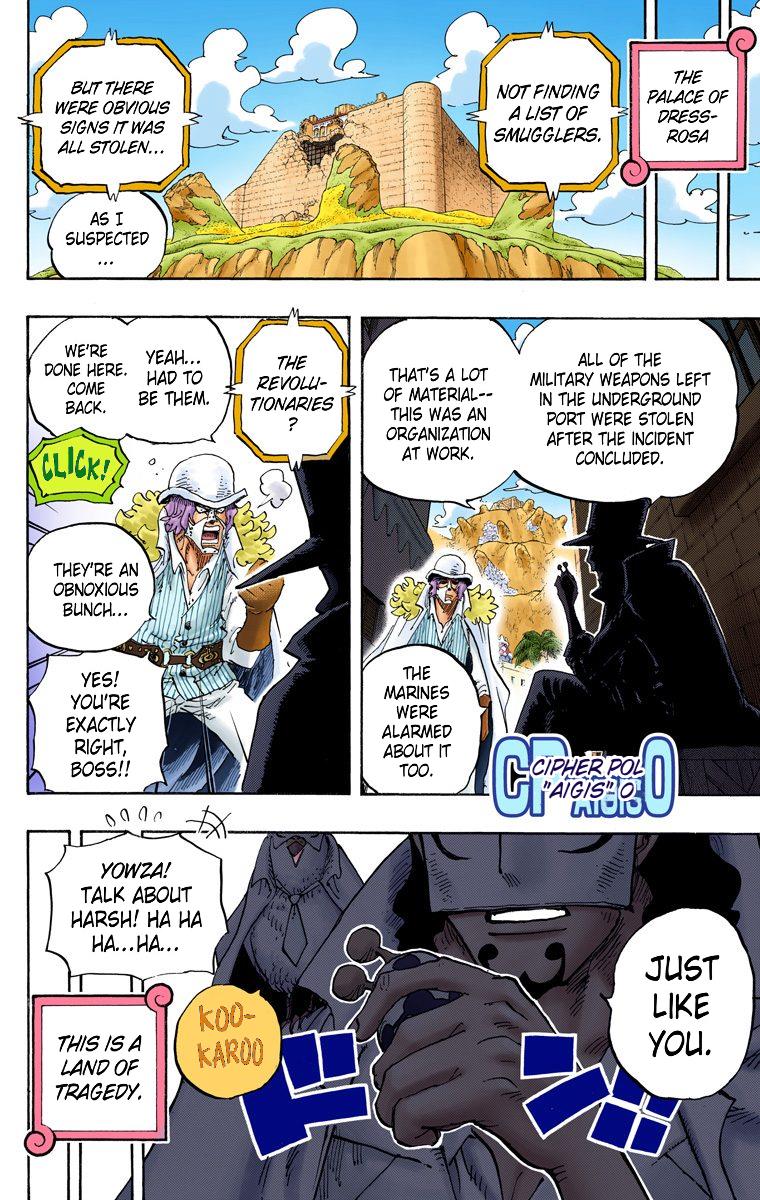 THE
PALACE OF
DRESS-
ROSA
NOT FINDING
A LIST OF
SMUGGLERS.
BUT THERE
WERE OBVIOUS
SIGNS IT WAS
ALL STOLEN...
AS I
SUSPECTED
...
ALL OF THE
MILITARY WEAPONS LEFT
IN THE UNDERGROUND
PORT WERE STOLEN
AFTER THE INCIDENT
CONCLUDED.
THAT'S A LOT
OF MATERIAL--
THIS WAS AN
ORGANIZATION
AT WORK.
THE
MARINES
WERE
ALARMED
ABOUT IT
TOO.
CP AIGIS 0
CIPHER POL
"AIGIS" 0
THE
REVOLU-
TIONARIES
?
YEAH...
HAD TO
BE THEM.
WE'RE
DONE HERE.
COME
BACK.
CLICK!
THEY'RE AN
OBNOXIOUS
BUNCH...
YES!
YOU'RE
EXACTLY
RIGHT,
BOSS!!
JUST
LIKE
YOU.
ドン!!
YOWZA!
TALK ABOUT
HARSH! HA HA
HA...HA...
KOO-
KAROO
THIS IS A
LAND OF
TRAGEDY.